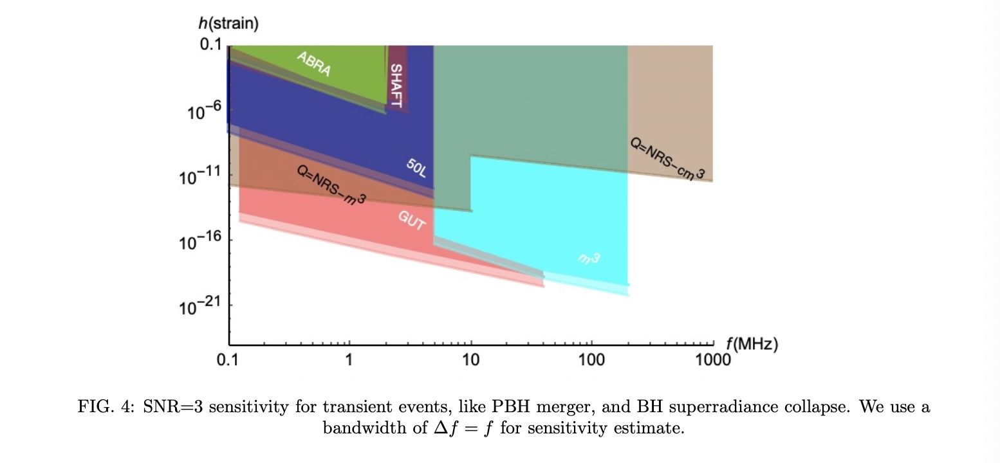 h(strain)
0.1
ABRA
SHAFT
10−6
50L
Q=NRS−cm3
10−11
Q=NRS−m3
GUT
10−16
m3
10−21
f(MHz)
0.1 1 10 100 1000
FIG. 4: SNR=3 sensitivity for transient events, like PBH merger, and BH superradiance collapse. We use a
bandwidth of Δf = f for sensitivity estimate.